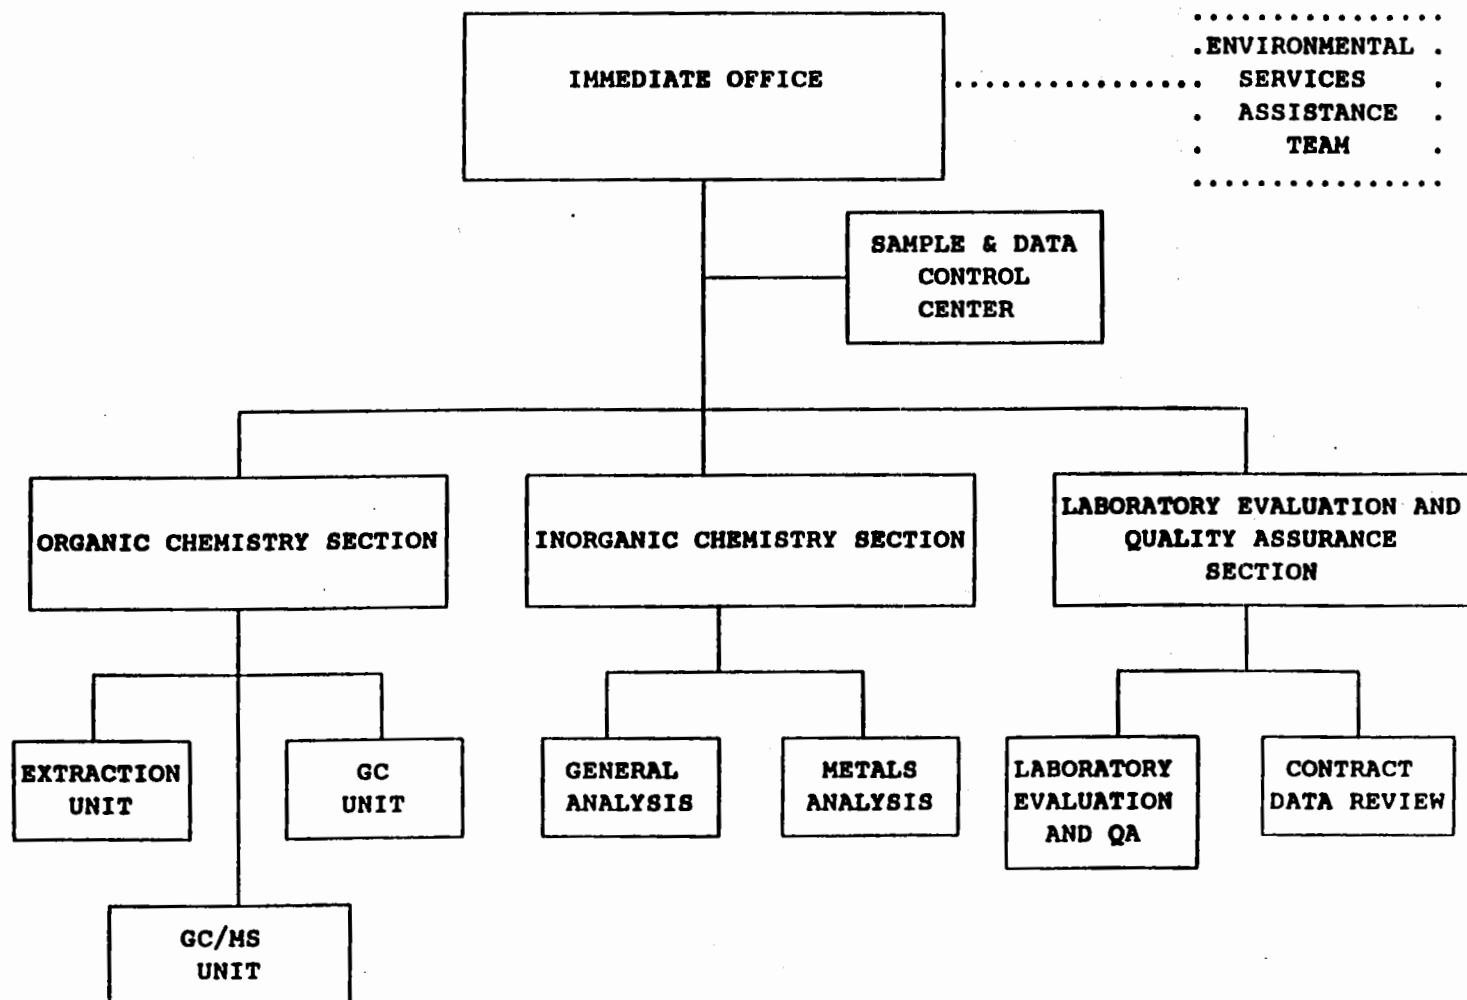 IMMEDIATE OFFICE
ENVIRONMENTAL
SERVICES
ASSISTANCE
TEAM
SAMPLE & DATA
CONTROL
CENTER
ORGANIC CHEMISTRY SECTION
INORGANIC CHEMISTRY SECTION
LABORATORY EVALUATION AND
QUALITY ASSURANCE
SECTION
EXTRACTION
UNIT
GC
UNIT
GENERAL
ANALYSIS
METALS
ANALYSIS
LABORATORY
EVALUATION
AND QA
CONTRACT
DATA REVIEW
GC/MS
UNIT